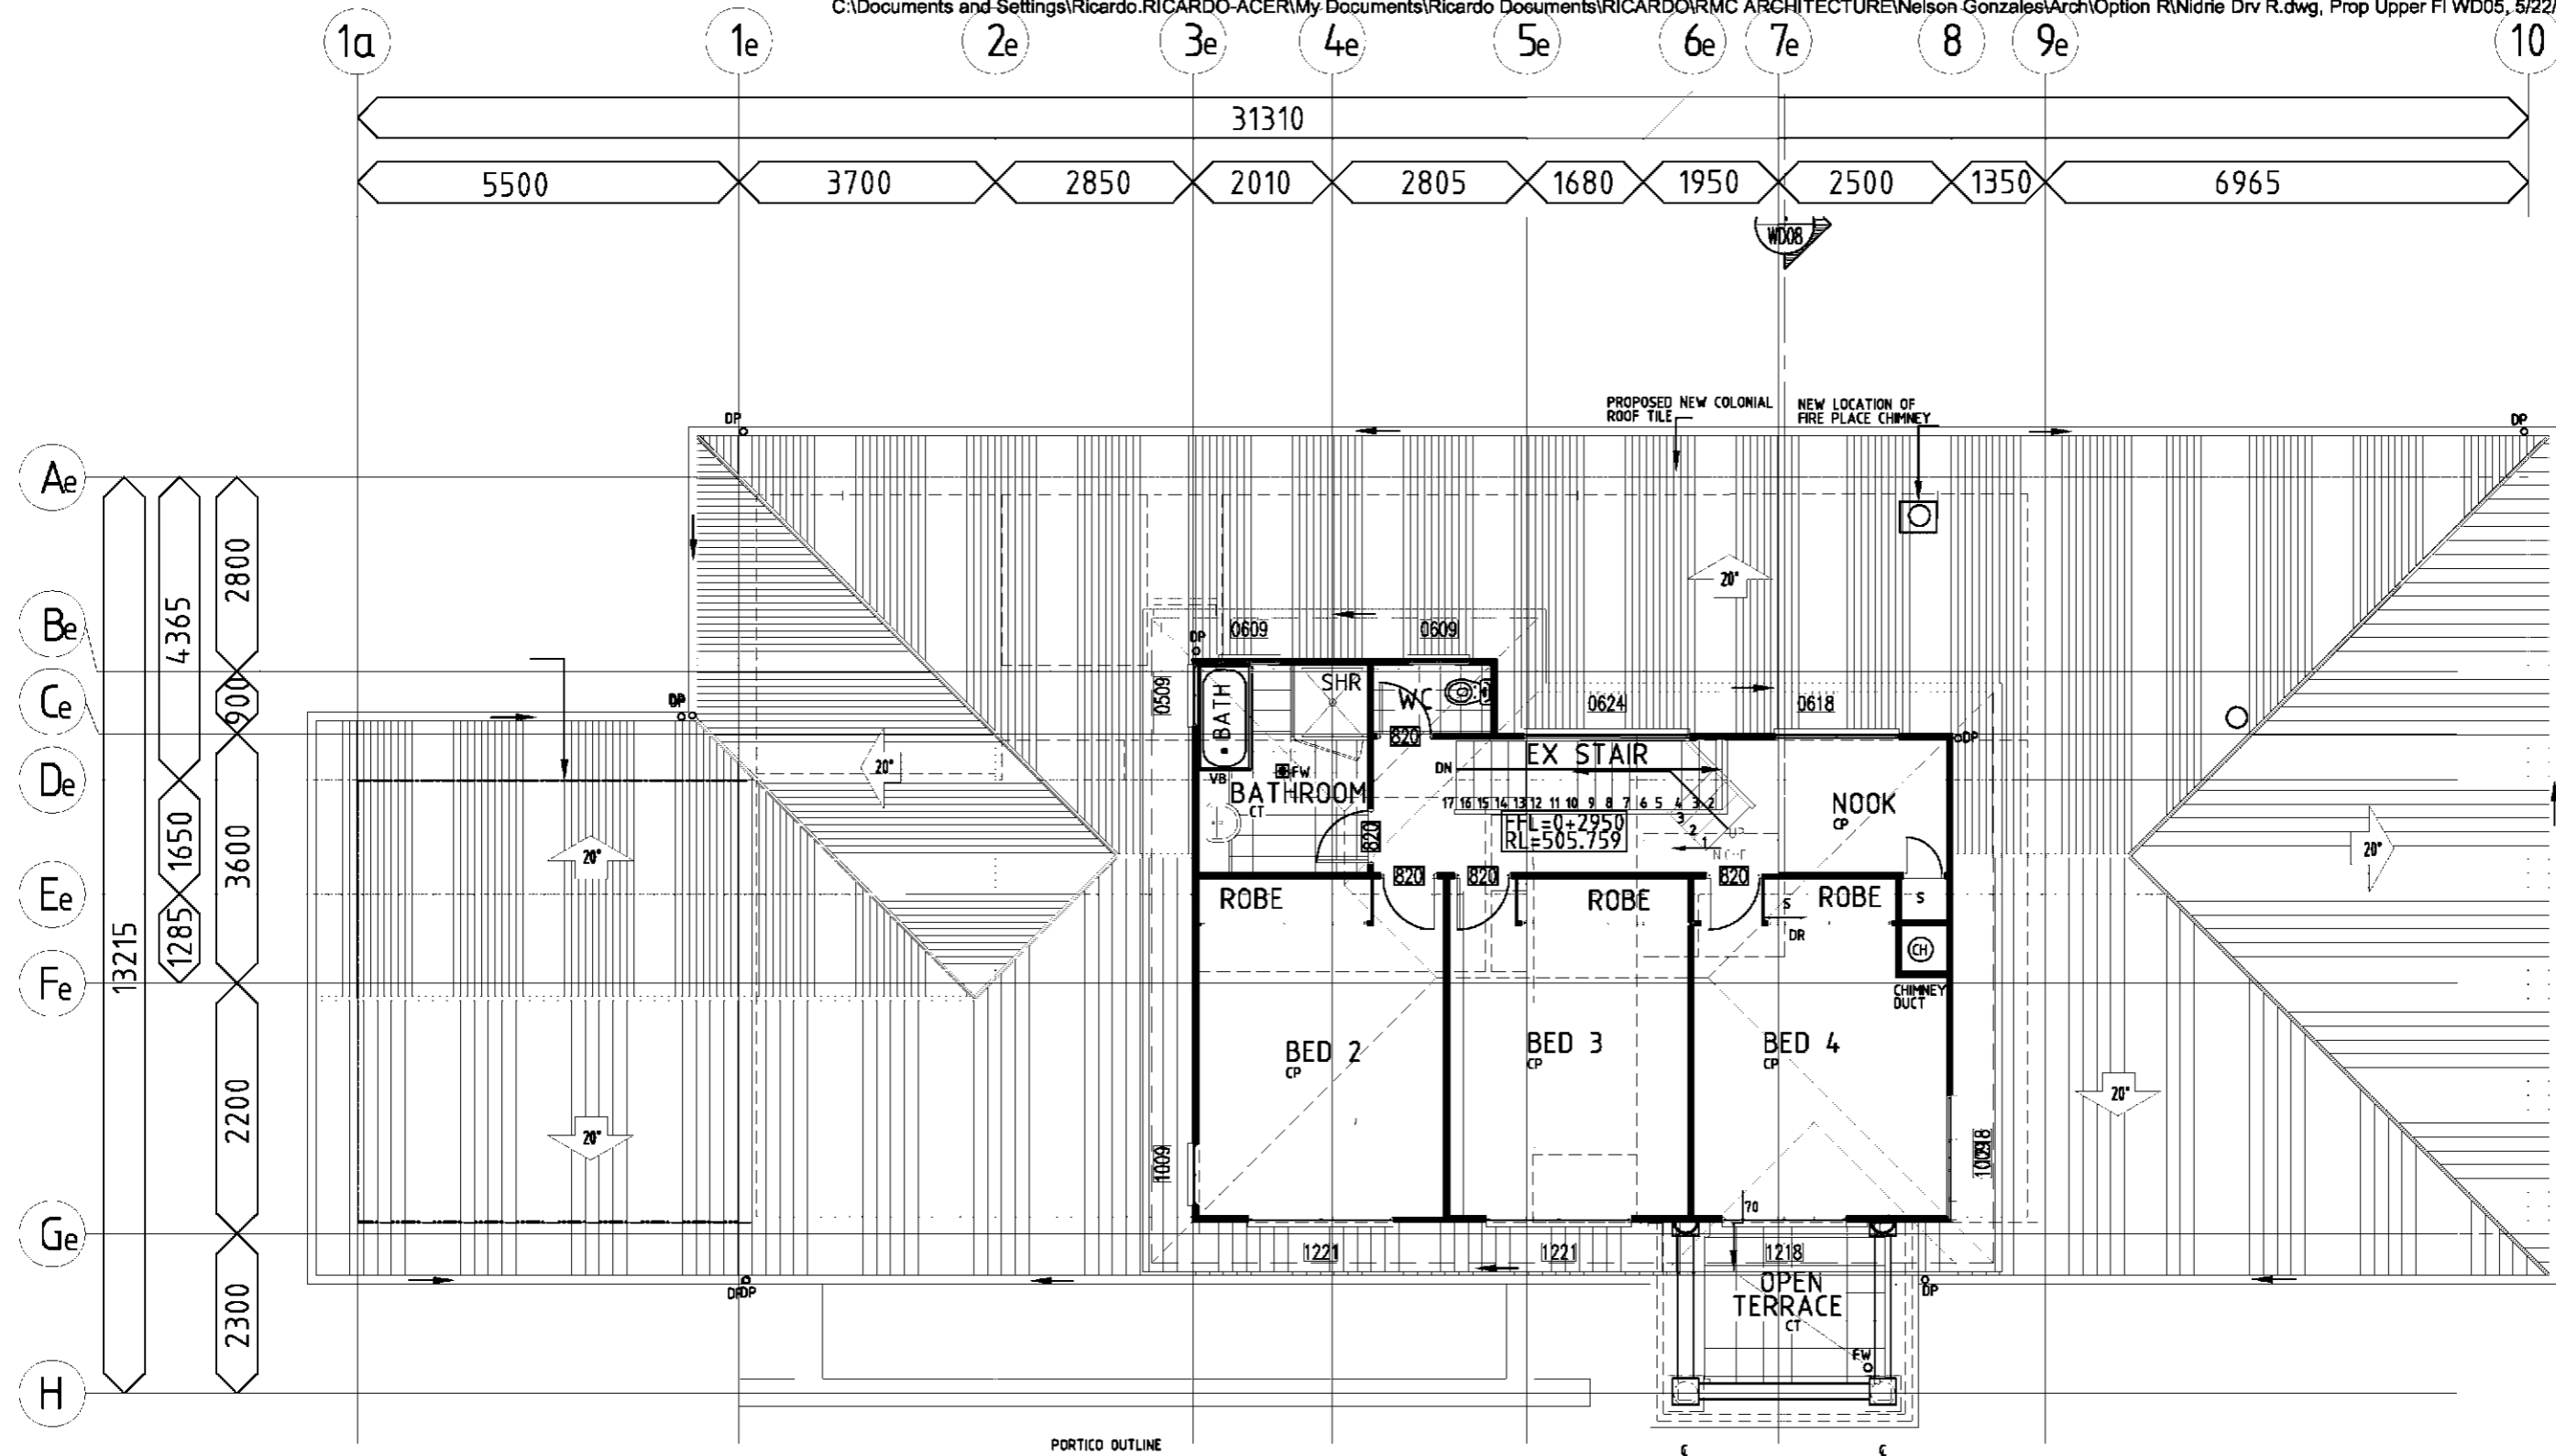 C:\Documents and Settings\Ricardo.RICARDO-ACER\My Documents\Ricardo Documents\RICARDO\RMC ARCHITECTURE\Nelson Gonzales\Arch\Option R\Nidrie Drv R.dwg, Prop Upper Fl WD05, 5/22/
1a 1e 2e 3e 4e 5e 6e 7e 8 9e 10
31310
5500 3700 2850 2010 2805 1680 1950 2500 1350 6965
WD08
PROPOSED NEW COLONIAL
ROOF TILE
NEW LOCATION OF
FIRE PLACE CHIMNEY
DP DP
Ae
2800
20°
4365
Be
0609 0609
DP
SHR
0509
BATH
WC
Ce
900
DP
0624 0618
820
DP
EX STAIR
De
20°
DN
VB
FW
BATHROOM
CT
17 16 15 14 13 12 11 10 9 8 7 6 5 4 3 2
NOOK
CP
3
2
1
UP
FFL=0+2950
RL=505.759
820
1650
3600
20°
20°
Ee
820 820 820
ROBE ROBE ROBE
S S
1285
DR
CH
13215
Fe
CHIMNEY
DUCT
BED 2
CP
BED 3
CP
BED 4
CP
2200
20°
20°
1009
70
Ge
1221 1221 1218
OPEN
TERRACE
CT
DP
DP
2300
FW
H
PORTICO OUTLINE